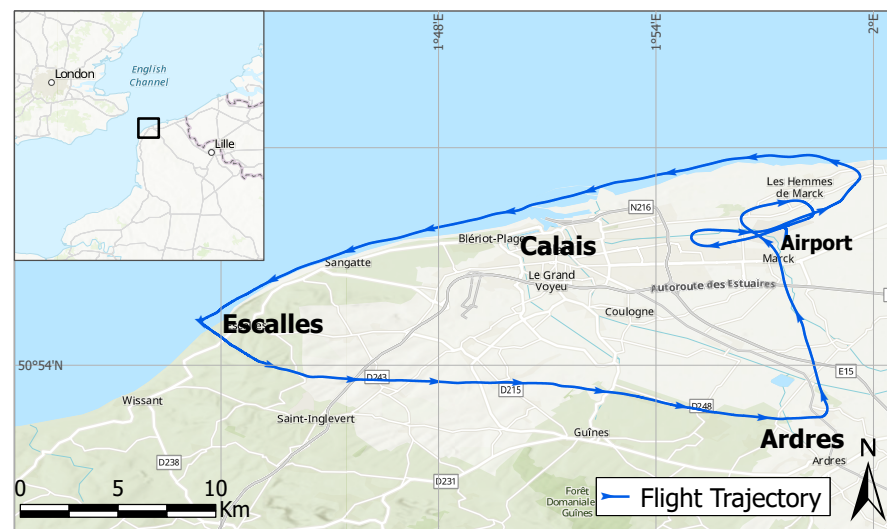 London
English
Channel
Lille
1°48'E
1°54'E
2°E
Les Hemmes
de Marck
N216
Blériot-Plage
Calais
Airport
Sangatte
Marck
Le Grand
Voyeu
Autoroute des Estuaires
Escalles
Coulogne
50°54'N
D243
E15
D215
Wissant
D248
Saint-Inglevert
Guînes
Ardres
D238
Ardres
N
D231
0 5 10
Km
Forêt
Domaniale
Guînes
Flight Trajectory